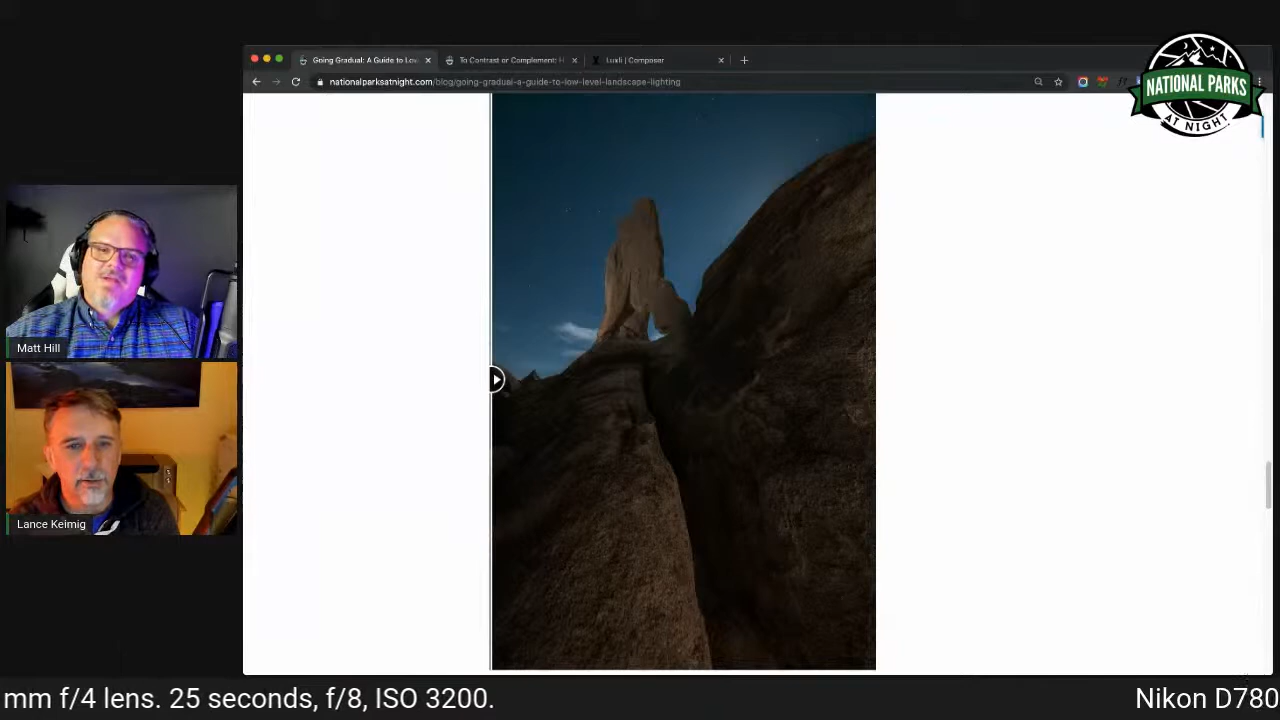 Going Gradual: A Guide to Low
To Contrast or Complement: H
Luxli | Composer
nationalparksatnight.com/blog/going-gradual-a-guide-to-low-level-landscape-lighting
NATIONAL PARKS
AT NIGHT
Matt Hill
Lance Keimig
mm f/4 lens. 25 seconds, f/8, ISO 3200.
Nikon D780